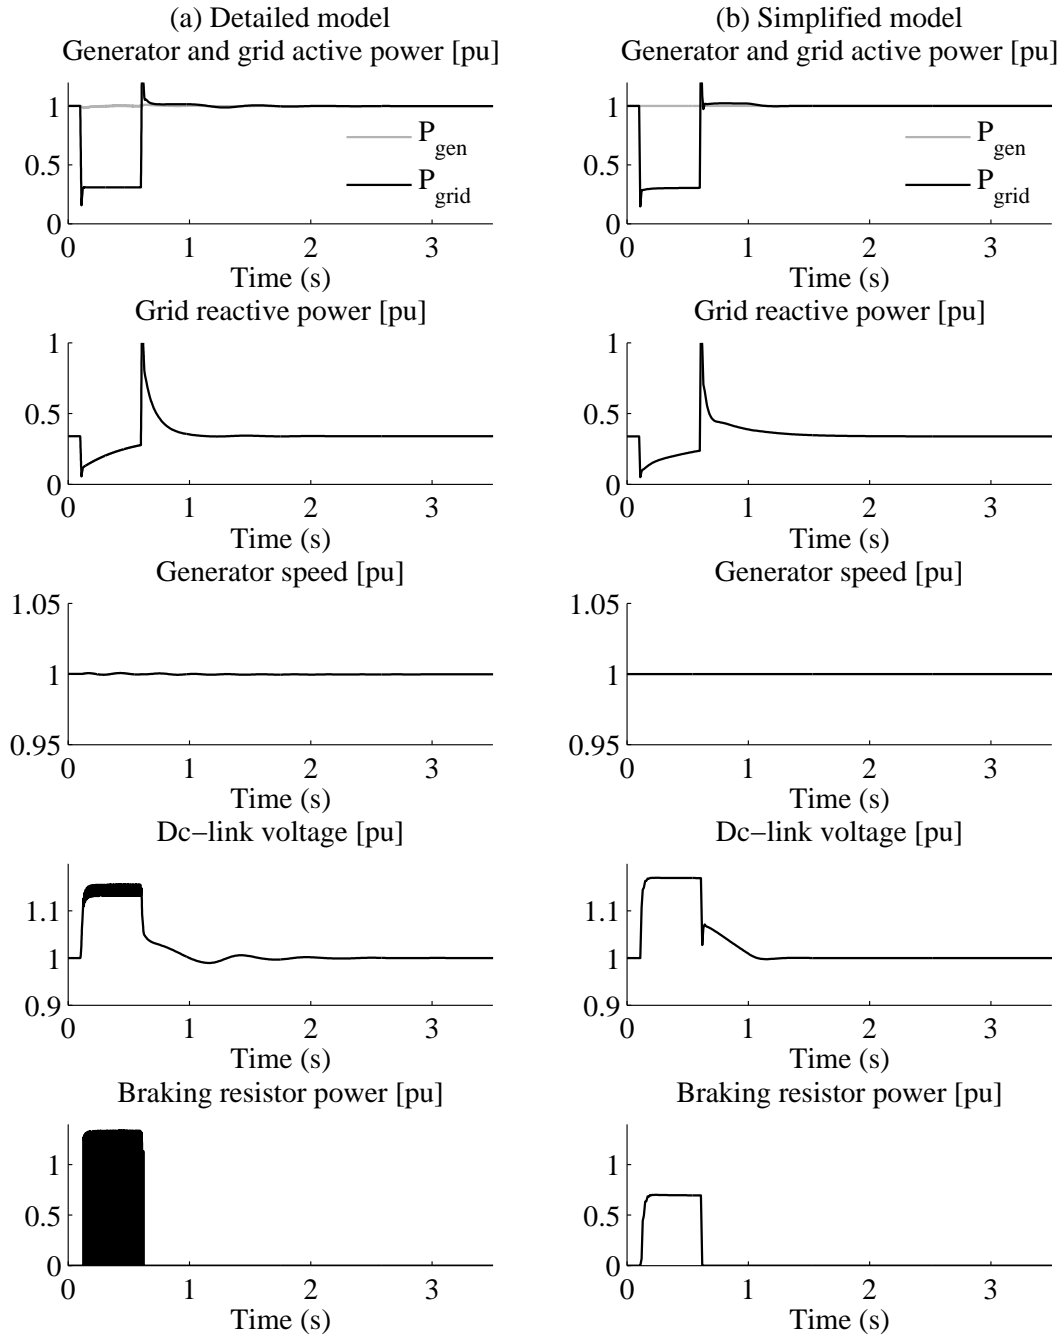 (a) Detailed model
Generator and grid active power [pu]
1
0.5
0
P_gen
P_grid
0 1 2 3
Time (s)
Grid reactive power [pu]
1
0.5
0
0 1 2 3
Time (s)
Generator speed [pu]
1.05
1
0.95
0 1 2 3
Time (s)
Dc−link voltage [pu]
1.1
1
0.9
0 1 2 3
Time (s)
Braking resistor power [pu]
1
0.5
0
0 1 2 3
Time (s)
(b) Simplified model
Generator and grid active power [pu]
1
0.5
0
P_gen
P_grid
0 1 2 3
Time (s)
Grid reactive power [pu]
1
0.5
0
0 1 2 3
Time (s)
Generator speed [pu]
1.05
1
0.95
0 1 2 3
Time (s)
Dc−link voltage [pu]
1.1
1
0.9
0 1 2 3
Time (s)
Braking resistor power [pu]
1
0.5
0
0 1 2 3
Time (s)